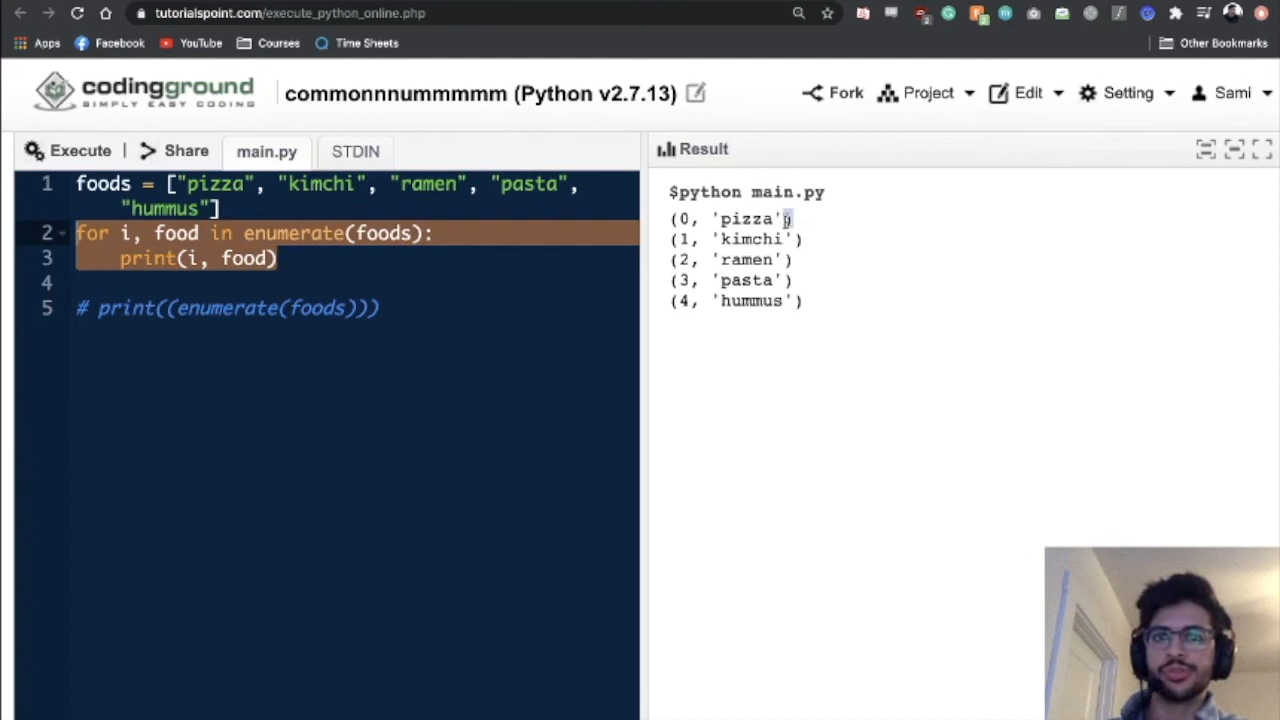 tutorialspoint.com/execute_python_online.php
Apps Facebook YouTube Courses Time Sheets Other Bookmarks
codingground
SIMPLY EASY CODING
commonnnummmmm (Python v2.7.13)
Fork Project Edit Setting Sami
Execute | Share main.py STDIN
Result
1 foods = ["pizza", "kimchi", "ramen", "pasta",
"hummus"]
2 for i, food in enumerate(foods):
3 print(i, food)
4
5 # print((enumerate(foods)))
$python main.py
(0, 'pizza')
(1, 'kimchi')
(2, 'ramen')
(3, 'pasta')
(4, 'hummus')